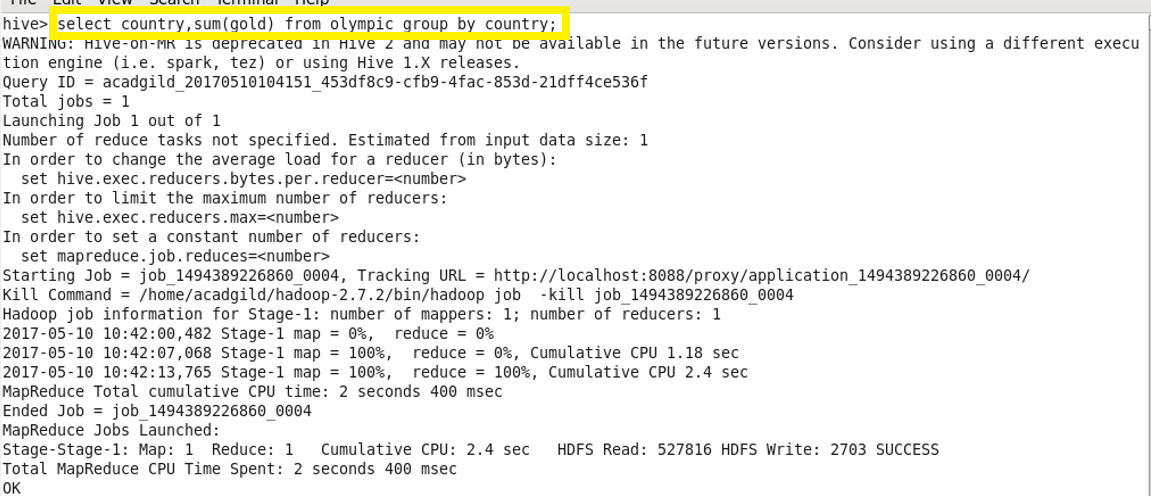 File Edit View Search Terminal Help
hive> select country,sum(gold) from olympic group by country;
WARNING: Hive-on-MR is deprecated in Hive 2 and may not be available in the future versions. Consider using a different execu
tion engine (i.e. spark, tez) or using Hive 1.X releases.
Query ID = acadgild_20170510104151_453df8c9-cfb9-4fac-853d-21dff4ce536f
Total jobs = 1
Launching Job 1 out of 1
Number of reduce tasks not specified. Estimated from input data size: 1
In order to change the average load for a reducer (in bytes):
  set hive.exec.reducers.bytes.per.reducer=<number>
In order to limit the maximum number of reducers:
  set hive.exec.reducers.max=<number>
In order to set a constant number of reducers:
  set mapreduce.job.reduces=<number>
Starting Job = job_1494389226860_0004, Tracking URL = http://localhost:8088/proxy/application_1494389226860_0004/
Kill Command = /home/acadgild/hadoop-2.7.2/bin/hadoop job  -kill job_1494389226860_0004
Hadoop job information for Stage-1: number of mappers: 1; number of reducers: 1
2017-05-10 10:42:00,482 Stage-1 map = 0%,  reduce = 0%
2017-05-10 10:42:07,068 Stage-1 map = 100%,  reduce = 0%, Cumulative CPU 1.18 sec
2017-05-10 10:42:13,765 Stage-1 map = 100%,  reduce = 100%, Cumulative CPU 2.4 sec
MapReduce Total cumulative CPU time: 2 seconds 400 msec
Ended Job = job_1494389226860_0004
MapReduce Jobs Launched:
Stage-Stage-1: Map: 1  Reduce: 1   Cumulative CPU: 2.4 sec   HDFS Read: 527816 HDFS Write: 2703 SUCCESS
Total MapReduce CPU Time Spent: 2 seconds 400 msec
OK